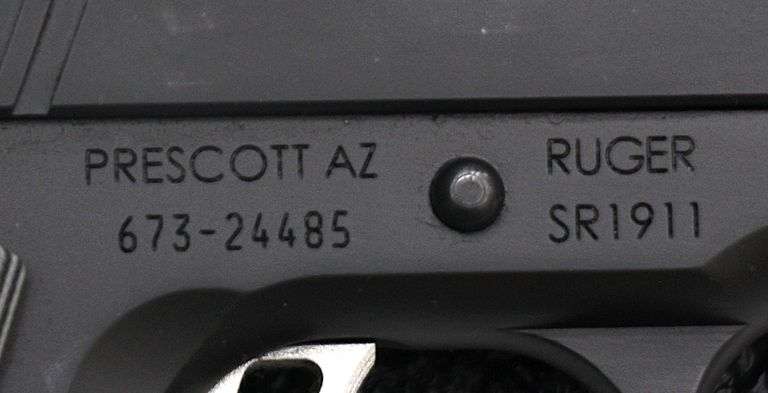 PRESCOTT AZ
673-24485
RUGER
SR1911